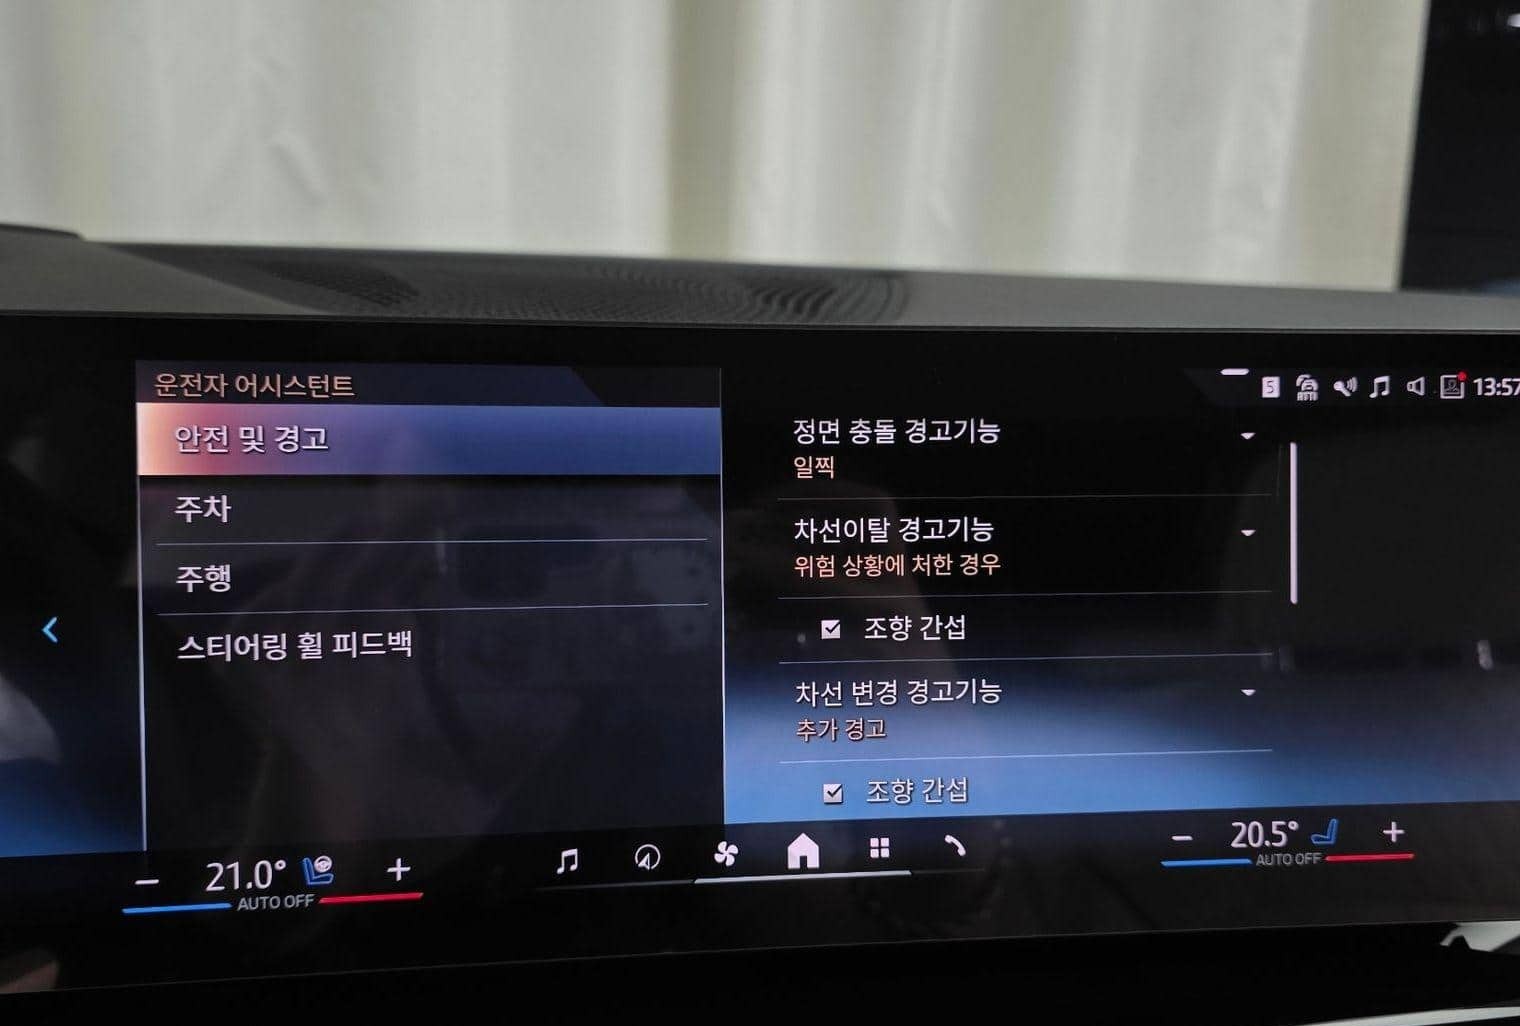 운전자 어시스턴트
안전 및 경고
주차
주행
스티어링 휠 피드백
5
13:57
정면 충돌 경고기능
일찍
차선이탈 경고기능
위험 상황에 처한 경우
조향 간섭
차선 변경 경고기능
추가 경고
조향 간섭
− 21.0° +
AUTO OFF
− 20.5° +
AUTO OFF